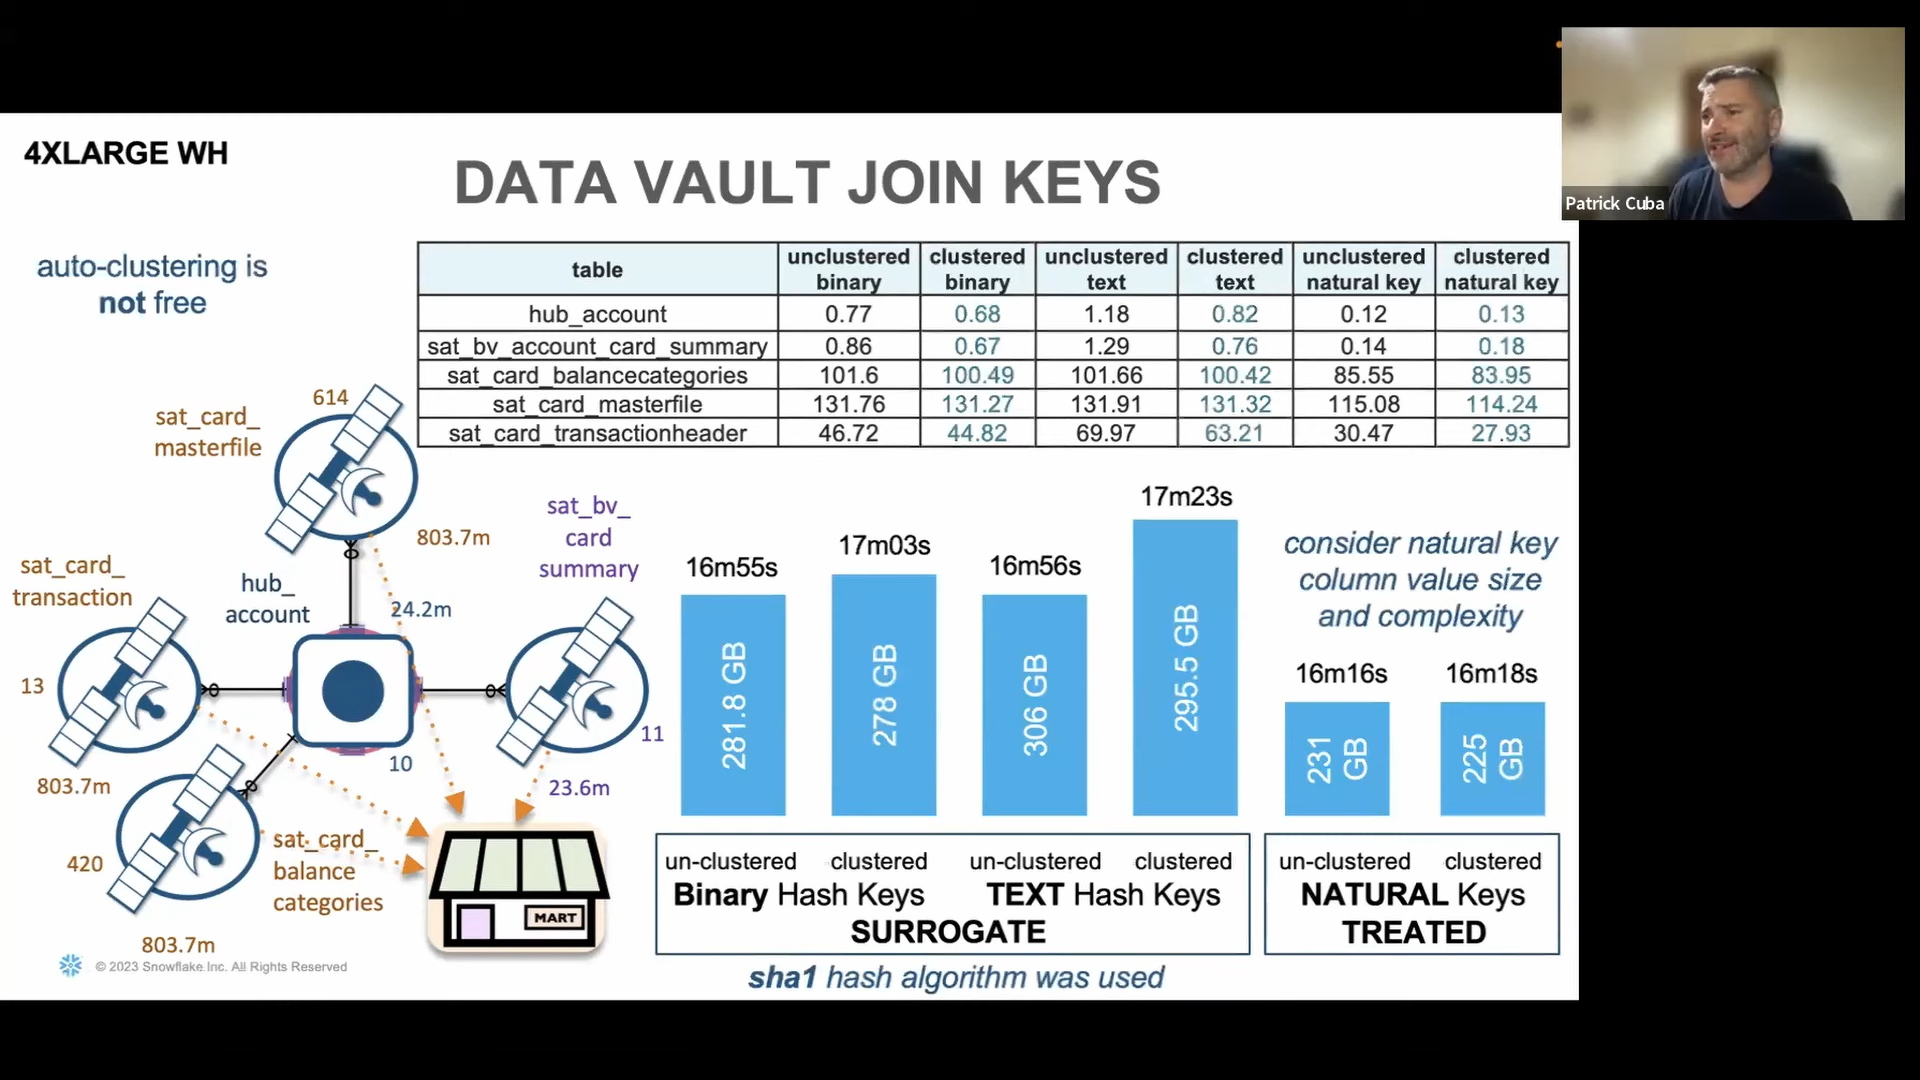 4XLARGE WH
DATA VAULT JOIN KEYS
Patrick Cuba
auto-clustering is
not free
table unclustered binary clustered binary unclustered text clustered text unclustered natural key clustered natural key
hub_account 0.77 0.68 1.18 0.82 0.12 0.13
sat_bv_account_card_summary 0.86 0.67 1.29 0.76 0.14 0.18
sat_card_balancecategories 101.6 100.49 101.66 100.42 85.55 83.95
sat_card_masterfile 131.76 131.27 131.91 131.32 115.08 114.24
sat_card_transactionheader 46.72 44.82 69.97 63.21 30.47 27.93
614
sat_card_
masterfile
803.7m
sat_bv_
card
summary
sat_card_
transaction
hub_
account
24.2m
13
11
10
803.7m
23.6m
420
sat_card_
balance
categories
803.7m
MART
16m55s
17m03s
16m56s
17m23s
281.8 GB
278 GB
306 GB
295.5 GB
consider natural key
column value size
and complexity
16m16s
16m18s
231
GB
225
GB
un-clustered clustered un-clustered clustered
Binary Hash Keys TEXT Hash Keys
SURROGATE
un-clustered clustered
NATURAL Keys
TREATED
sha1 hash algorithm was used
© 2023 Snowflake Inc. All Rights Reserved